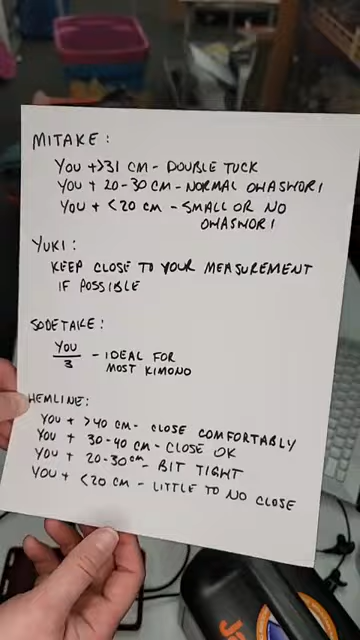 MITAKE:
YOU +>31 CM - DOUBLE TUCK
YOU + 20-30 CM - NORMAL OHASHORI
YOU + <20 CM - SMALL OR NO
OHASHORI
YUKI:
KEEP CLOSE TO YOUR MEASUREMENT
IF POSSIBLE
SODETAKE:
YOU
3 - IDEAL FOR
MOST KIMONO
HEMLINE:
YOU + >40 CM - CLOSE COMFORTABLY
YOU + 30-40 CM - CLOSE OK
YOU + 20-30 CM - BIT TIGHT
YOU + <20 CM - LITTLE TO NO CLOSE